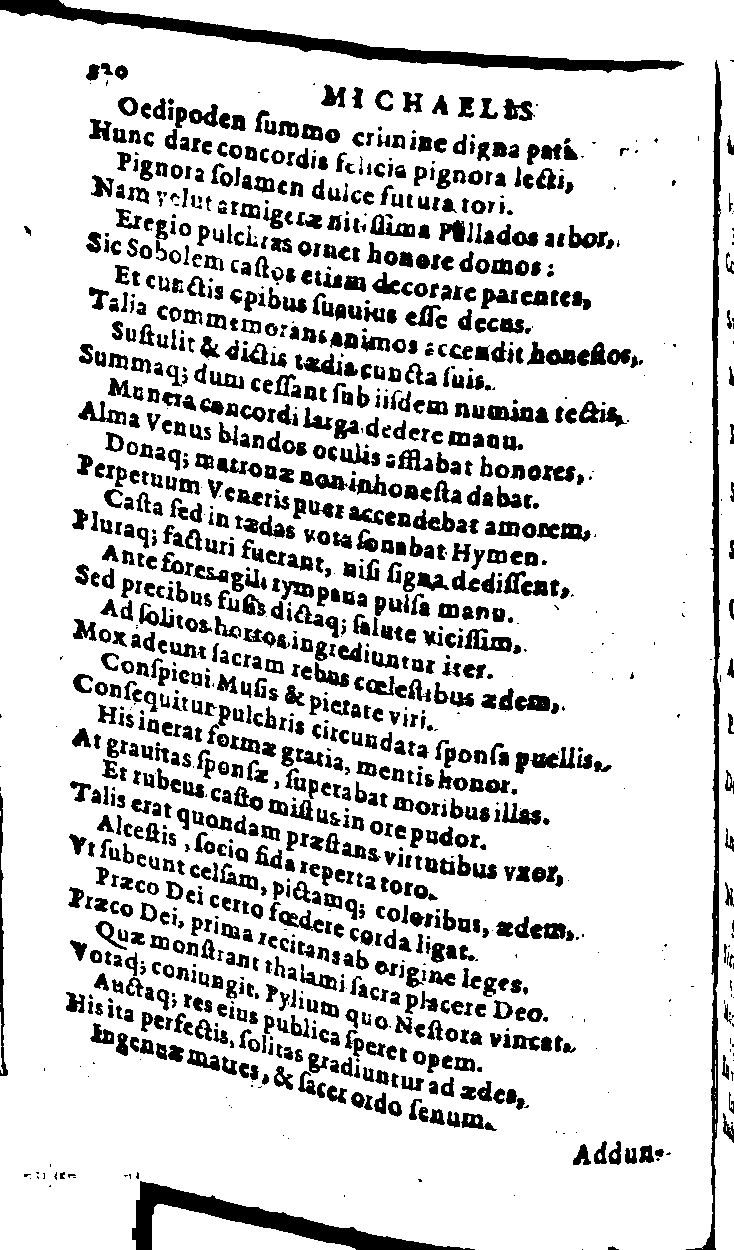 820
MICHAELIS
Oedipoden ſummo crimine digna pati.
Hunc dare concordis felicia pignora lecti,
Pignora ſolamen dulce futura tori.
Nam velut armigeræ nitiſſima Pallados arbor,
Eregio pulchras ornet honore domos:
Sic Sobolem caſtos etiam decorare parentes,
Et cunctis opibus ſuauius eſſe decus.
Talia commemorans animos accendit honeſtos,
Suſtulit & dictis tædia cuncta ſuis.
Summaq; dum ceſſant ſub iiſdem numina tectis,
Munera concordi larga dedere manu.
Alma Venus blandos oculis afflabat honores,
Donaq; matronæ non inhoneſta dabat.
Perpetuum Veneris puer accendebat amorem,
Caſta ſed in tædas vota ſonabat Hymen.
Pluraq; facturi fuerant, niſi ſigna dediſſent,
Ante fores agili tympana pulſa manu.
Sed precibus fuſis dictaq; ſalute viciſſim,
Ad ſolitos hortos ingrediuntur iter.
Mox adeunt ſacram rebus cœleſtibus ædem,
Conſpicui Muſis & pietate viri.
Conſequitur pulchris circundata ſponſa puellis,
His inerat formæ gratia, mentis honor.
At grauitas ſponſæ, ſuperabat moribus illas.
Et rubeus caſto miſtus in ore pudor.
Talis erat quondam præſtans virtutibus vxor,
Alceſtis, ſocio fida reperta toro.
Vt ſubeunt celſam, pictamq; coloribus, ædem,
Præco Dei certo fœdere corda ligat.
Præco Dei, prima recitans ab origine leges.
Quæ monſtrant thalami ſacra placere Deo.
Votaq; coniungit, Pylium quo Neſtora vincat,
Auctaq; res eius publica ſperet opem.
His ita perfectis, ſolitas gradiuntur ad ædes,
Ingenuæ matres, & ſacer ordo ſenum.
Addun-